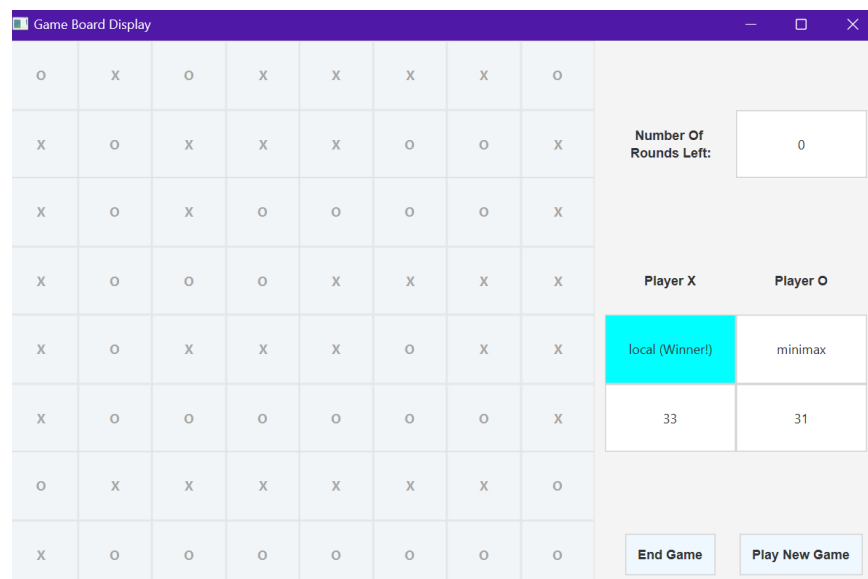 Game Board Display
O X O X X X X O
X O X X X O O X
Number Of
Rounds Left:
0
X O X O O O O X
X O O O X X X X
Player X Player O
X O X X X O X X
local (Winner!) minimax
X O O O O O O X
33 31
O X X X X X X O
X O O O O O O O
End Game Play New Game